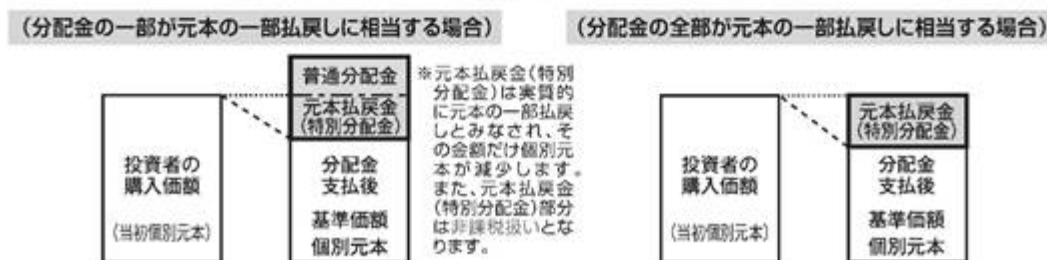 (分配金の一部が元本の一部払戻しに相当する場合)
普通分配金
元本払戻金
(特別分配金)
投資者の
購入価額
(当初個別元本)
分配金
支払後
基準価額
個別元本
※元本払戻金(特別
分配金)は実質的
に元本の一部払戻
しとみなされ、そ
の金額だけ個別元
本が減少します。
また、元本払戻金
(特別分配金)部分
は非課税扱いとな
ります。
(分配金の全部が元本の一部払戻しに相当する場合)
元本払戻金
(特別分配金)
投資者の
購入価額
(当初個別元本)
分配金
支払後
基準価額
個別元本